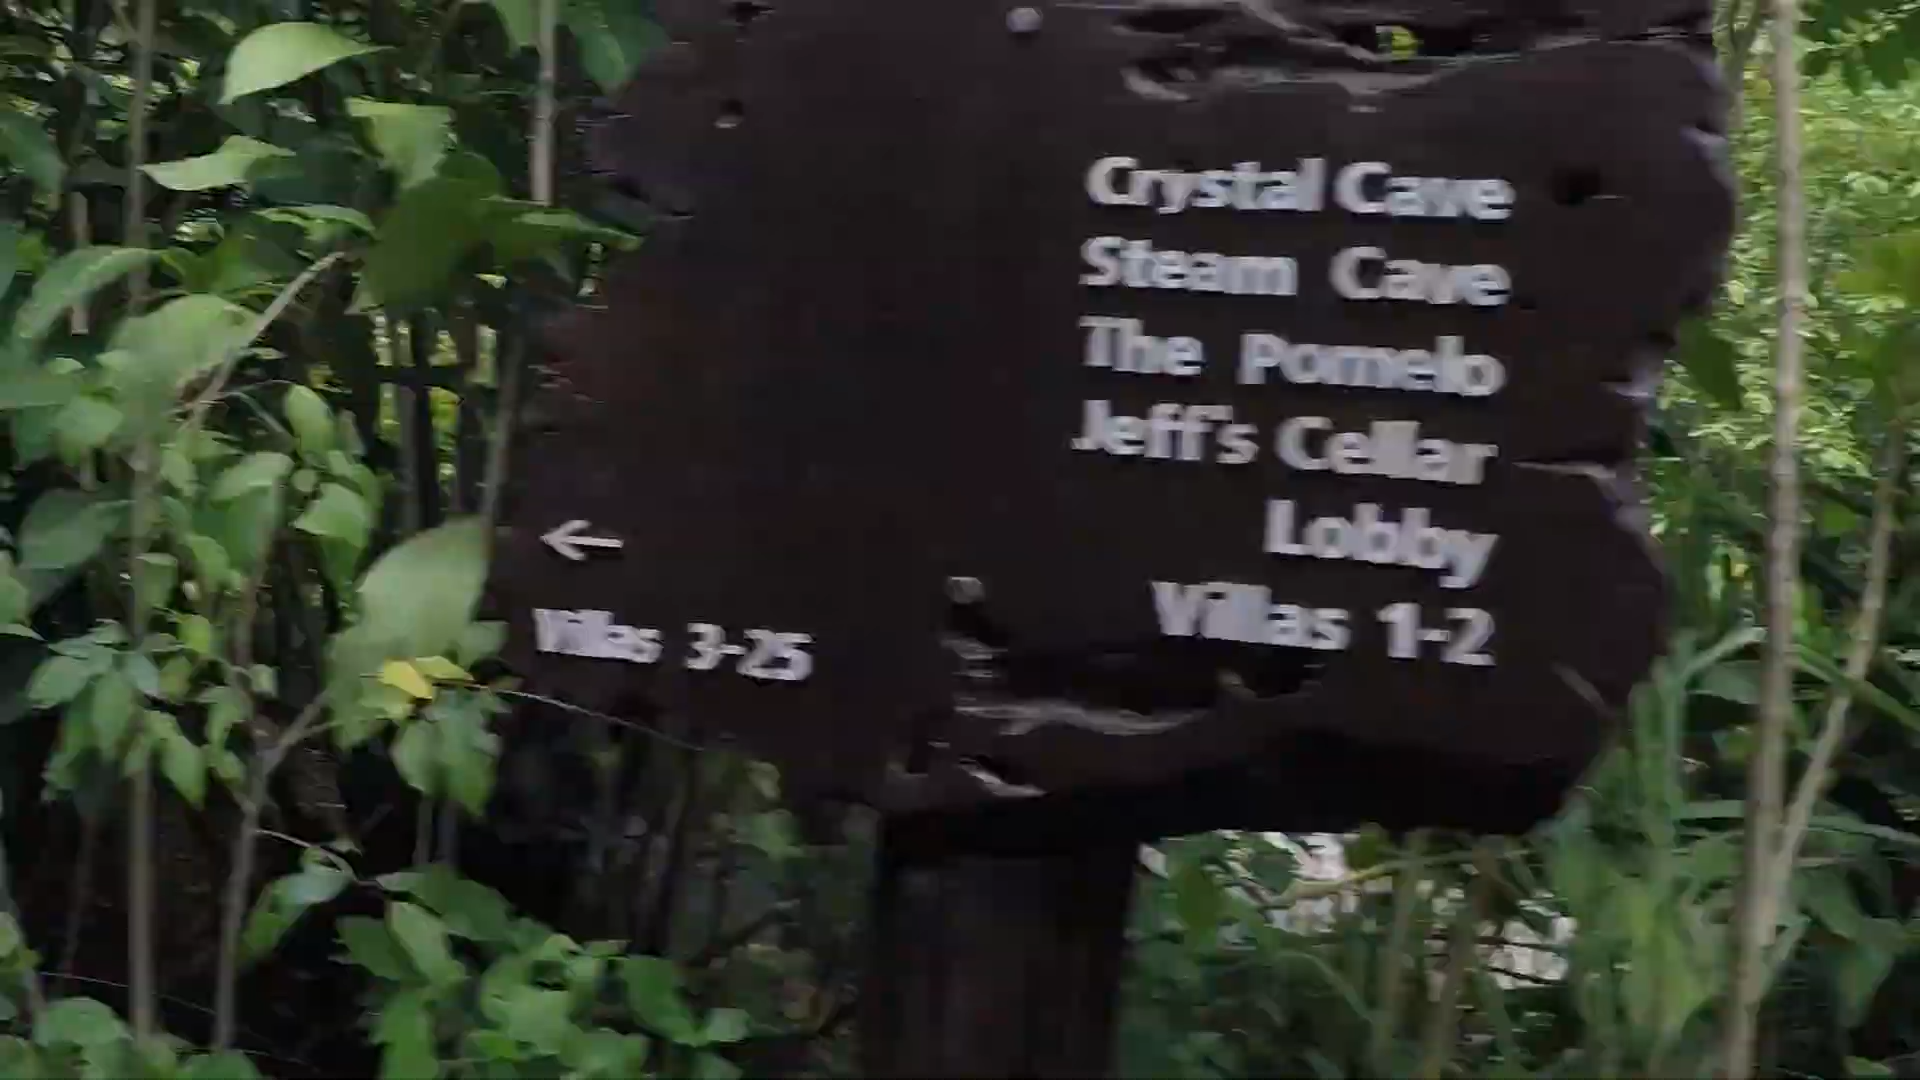 Crystal Cave
Steam Cave
The Pomelo
Jeff's Cellar
Lobby
Villas 1-2
←
Villas 3-25